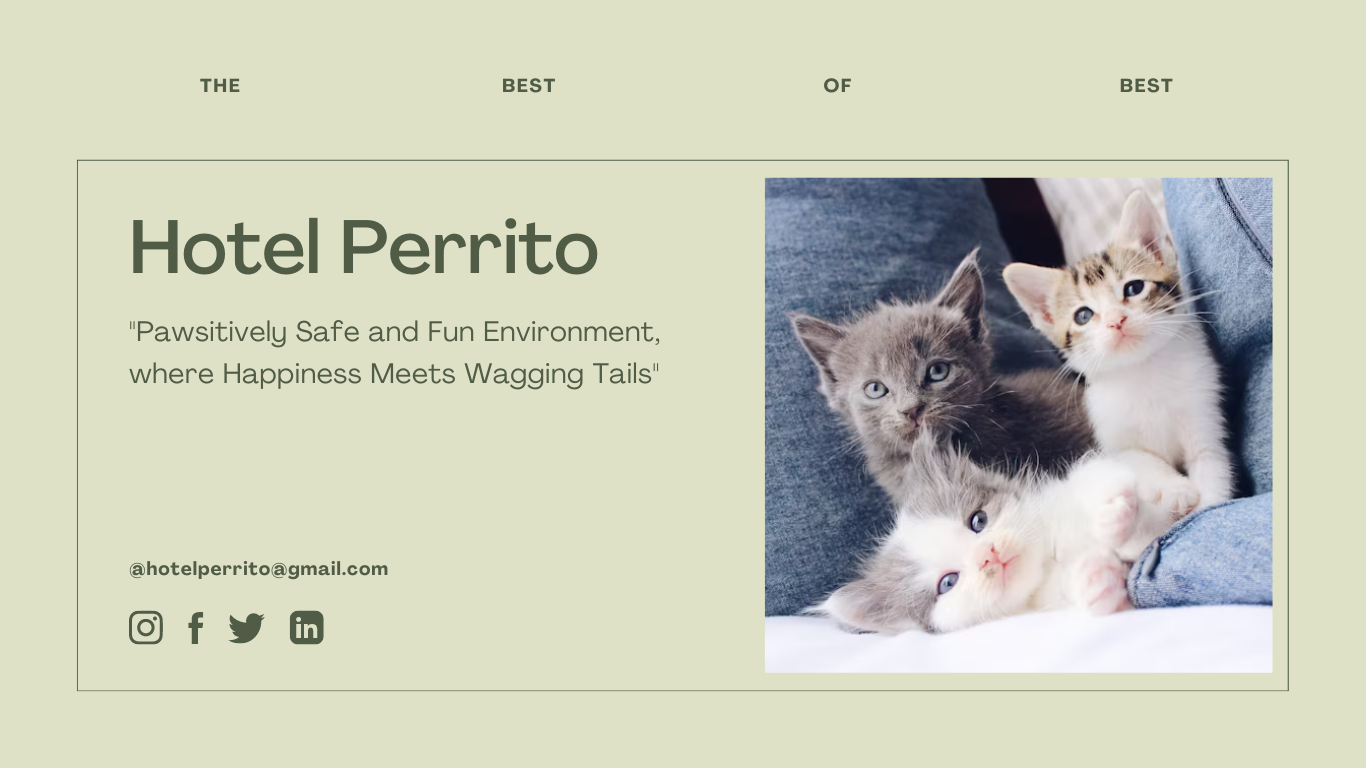 THE BEST OF BEST
Hotel Perrito
"Pawsitively Safe and Fun Environment,
where Happiness Meets Wagging Tails"
@hotelperrito@gmail.com